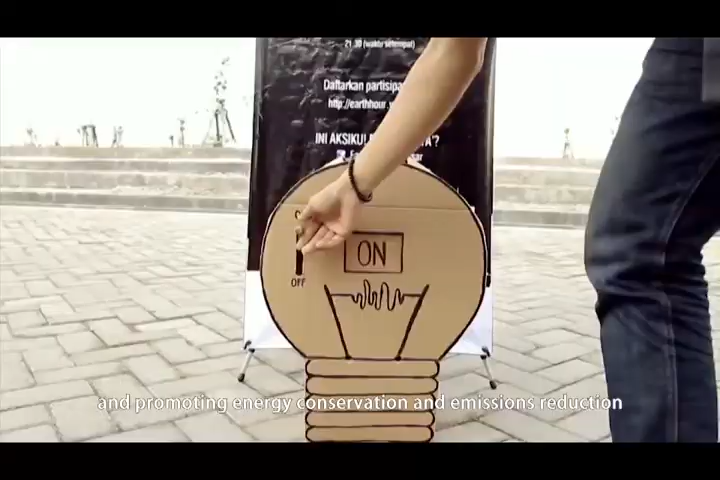 21.30 (waktu setempat)
Daftarkan partisipa
http://earthhour.
INI AKSIKU!
A'?
ON
OFF
and promoting energy conservation and emissions reduction